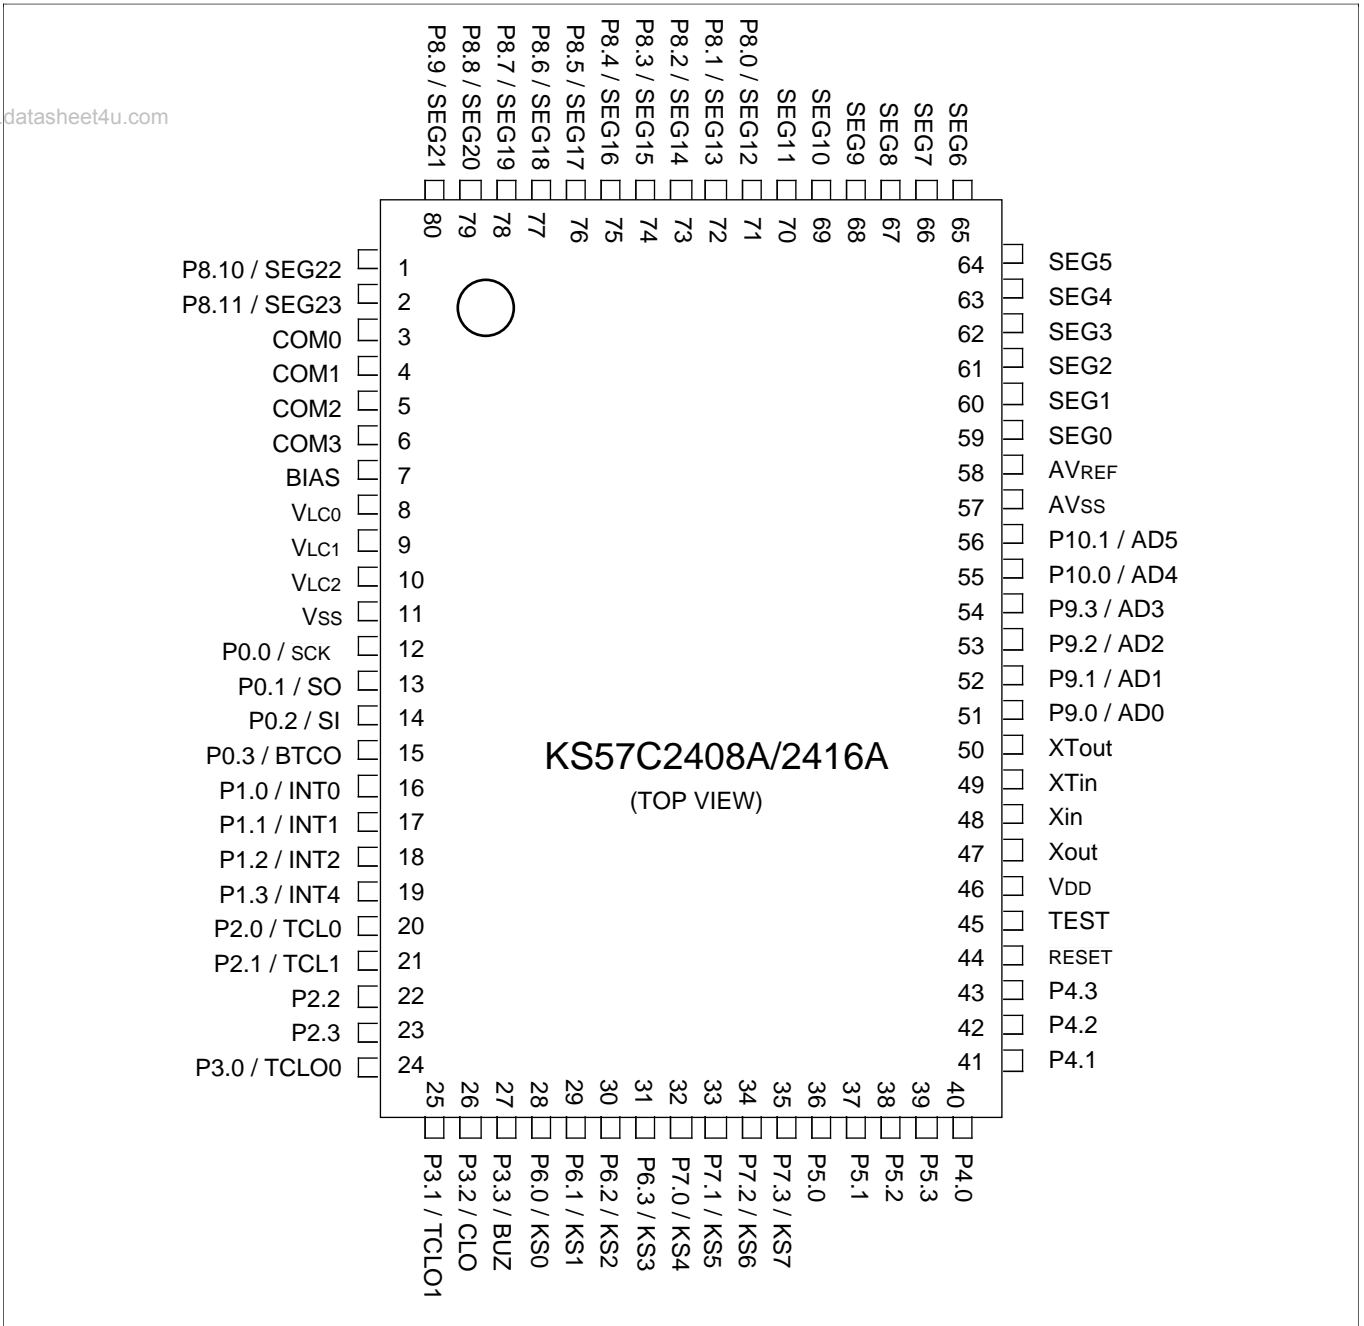 P8.9 / SEG21
P8.8 / SEG20
P8.7 / SEG19
P8.6 / SEG18
P8.5 / SEG17
P8.4 / SEG16
P8.3 / SEG15
P8.2 / SEG14
P8.1 / SEG13
P8.0 / SEG12
SEG11
SEG10
SEG9
SEG8
SEG7
SEG6
.datasheet4u.com
80
79
78
77
76
75
74
73
72
71
70
69
68
67
66
65
P8.10 / SEG22 1
P8.11 / SEG23 2
COM0 3
COM1 4
COM2 5
COM3 6
BIAS 7
VLC0 8
VLC1 9
VLC2 10
VSS 11
P0.0 / SCK 12
P0.1 / SO 13
P0.2 / SI 14
P0.3 / BTCO 15
P1.0 / INT0 16
P1.1 / INT1 17
P1.2 / INT2 18
P1.3 / INT4 19
P2.0 / TCL0 20
P2.1 / TCL1 21
P2.2 22
P2.3 23
P3.0 / TCLO0 24
KS57C2408A/2416A
(TOP VIEW)
64 SEG5
63 SEG4
62 SEG3
61 SEG2
60 SEG1
59 SEG0
58 AVREF
57 AVSS
56 P10.1 / AD5
55 P10.0 / AD4
54 P9.3 / AD3
53 P9.2 / AD2
52 P9.1 / AD1
51 P9.0 / AD0
50 XTout
49 XTin
48 Xin
47 Xout
46 VDD
45 TEST
44 RESET
43 P4.3
42 P4.2
41 P4.1
25
26
27
28
29
30
31
32
33
34
35
36
37
38
39
40
P3.1 / TCLO1
P3.2 / CLO
P3.3 / BUZ
P6.0 / KS0
P6.1 / KS1
P6.2 / KS2
P6.3 / KS3
P7.0 / KS4
P7.1 / KS5
P7.2 / KS6
P7.3 / KS7
P5.0
P5.1
P5.2
P5.3
P4.0